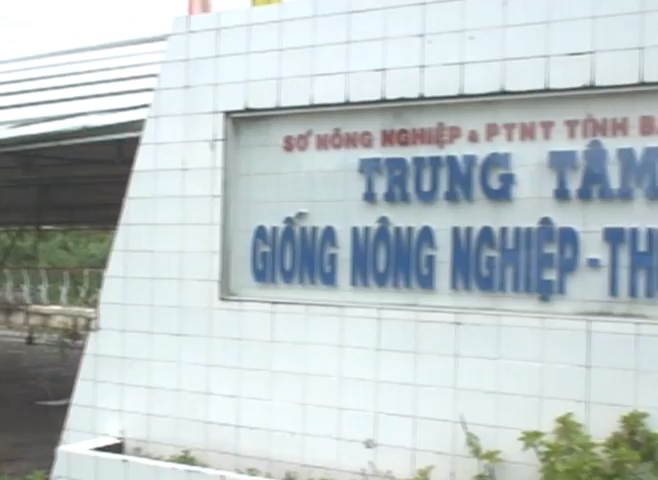 SỞ NÔNG NGHIỆP & PTNT TỈNH
TRUNG TÂM
GIỐNG NÔNG NGHIỆP -